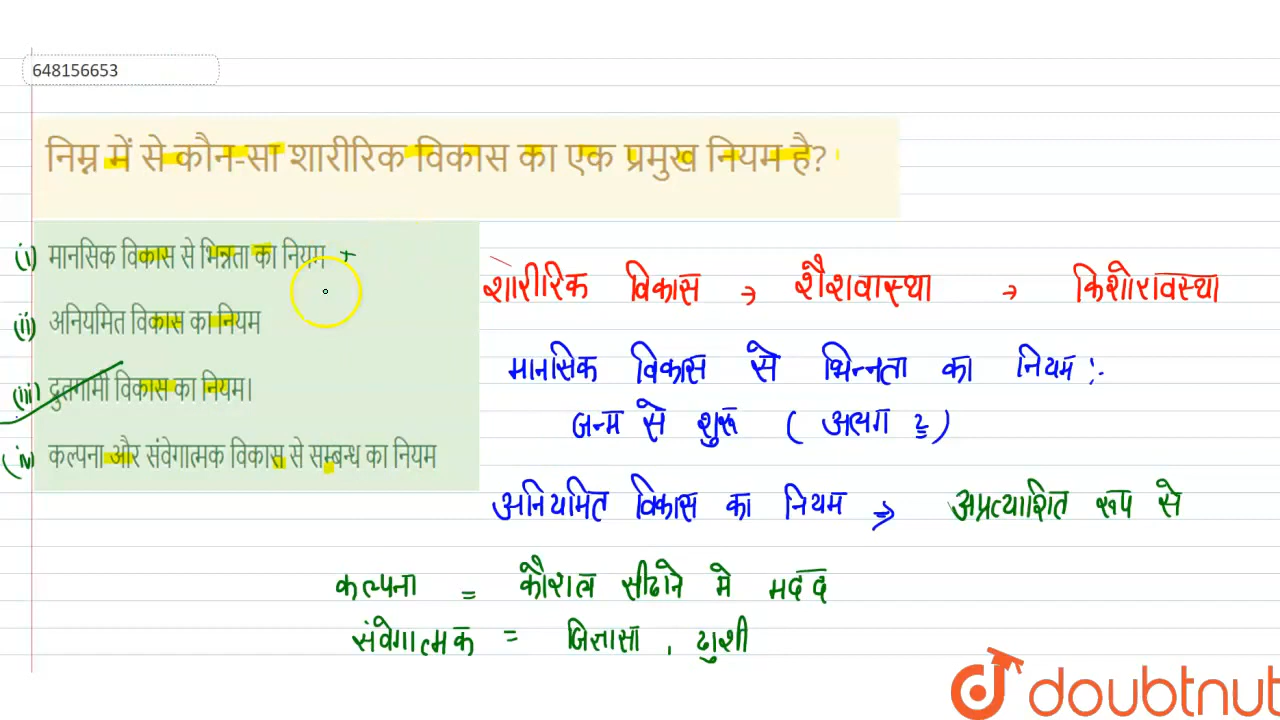 648156653
निम्न में से कौन-सा शारीरिक विकास का एक प्रमुख नियम है?
(i) मानसिक विकास से भिन्नता का नियम
(ii) अनियमित विकास का नियम
(iii) द्रुतगामी विकास का नियम।
(iv) कल्पना और संवेगात्मक विकास से सम्बन्ध का नियम
शारीरिक विकास → शैशवास्था → किशोरावस्था
मानसिक विकास से भिन्नता का नियम :-
जन्म से शुरू ( अलग 2 )
अनियमित विकास का नियम => अप्रत्याशित रूप से
कल्पना = कौशल सीखने मे मदद
संवेगात्मक = जिज्ञासा , खुशी
doubtnut